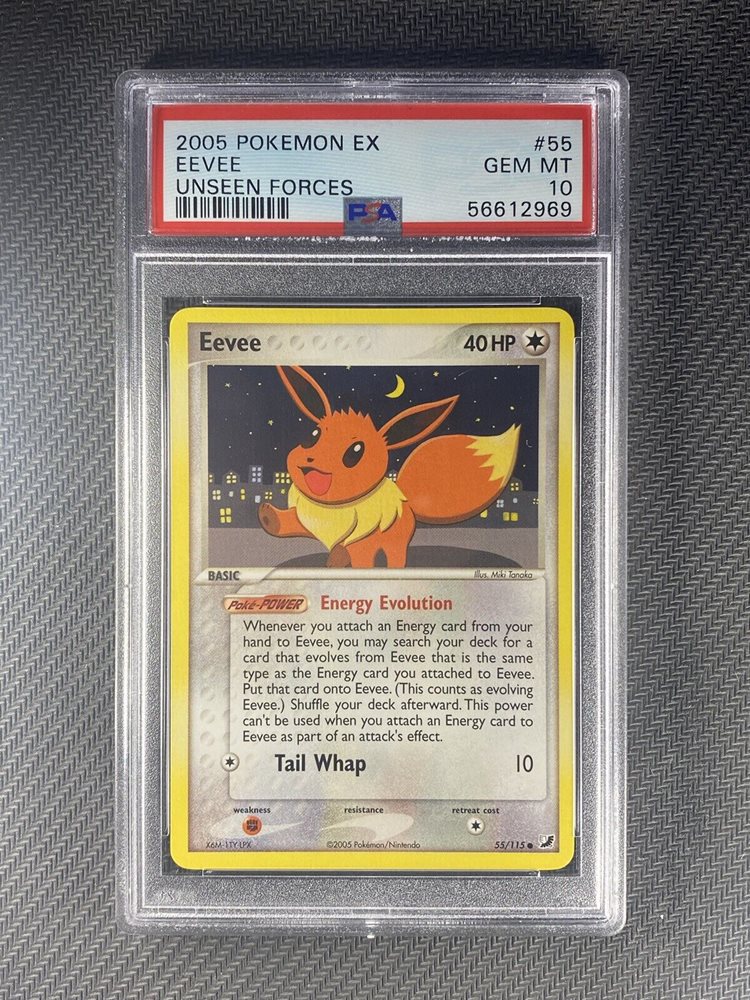 2005 POKEMON EX #55
EEVEE GEM MT
UNSEEN FORCES 10
PSA 56612969
Eevee 40 HP
BASIC Illus. Miki Tanaka
Poké-POWER Energy Evolution
Whenever you attach an Energy card from your
hand to Eevee, you may search your deck for a
card that evolves from Eevee that is the same
type as the Energy card you attached to Eevee.
Put that card onto Eevee. (This counts as evolving
Eevee.) Shuffle your deck afterward. This power
can't be used when you attach an Energy card to
Eevee as part of an attack's effect.
Tail Whap 10
weakness resistance retreat cost
X6M-1TY LPX ©2005 Pokémon/Nintendo 55/115